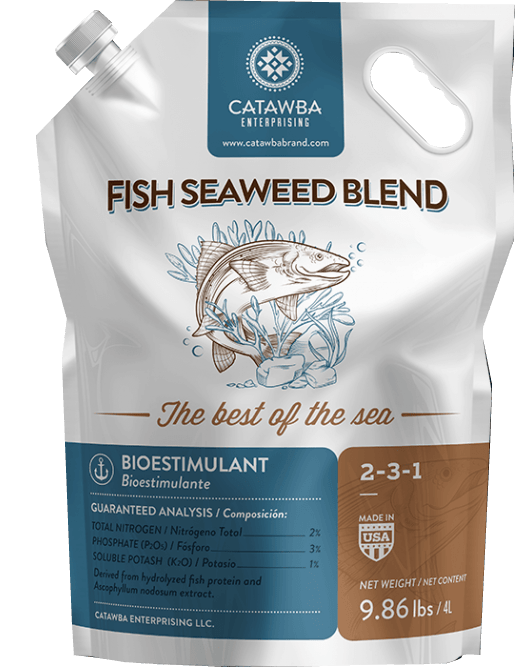 CATAWBA
ENTERPRISING
www.catawbabrand.com
FISH SEAWEED BLEND
The best of the sea
BIOESTIMULANT
Bioestimulante
GUARANTEED ANALYSIS / Composición:
TOTAL NITROGEN / Nitrógeno Total 2%
PHOSPHATE (P₂O₅) / Fósforo 3%
SOLUBLE POTASH (K₂O) / Potasio 1%
Derived from hydrolyzed fish protein and
Ascophyllum nodosum extract.
CATAWBA ENTERPRISING LLC.
2-3-1
MADE IN
USA
NET WEIGHT / NET CONTENT
9.86 lbs / 4L